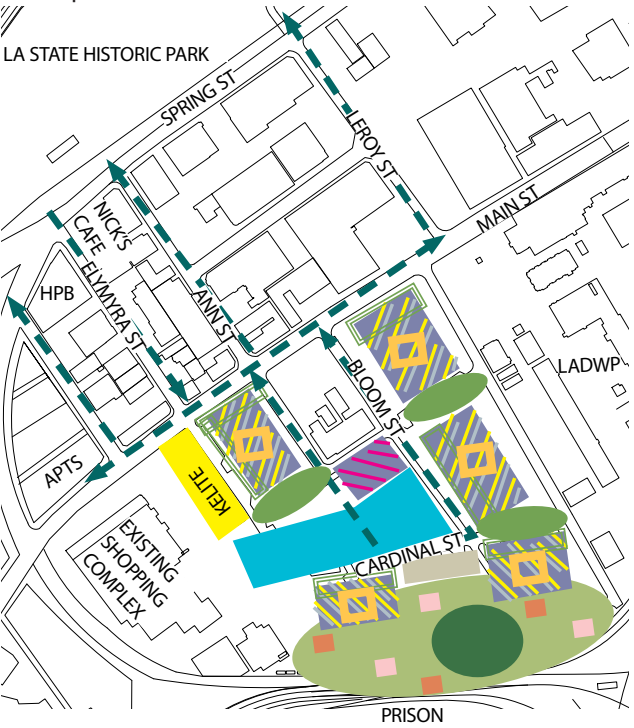 LA STATE HISTORIC PARK
SPRING ST
LEROY ST
MAIN ST
NICK'S
CAFE
ELYMYRA ST
HPB
ANN ST
BLOOM ST
LADWP
APTS
KELITE
EXISTING
SHOPPING
COMPLEX
CARDINAL ST
PRISON